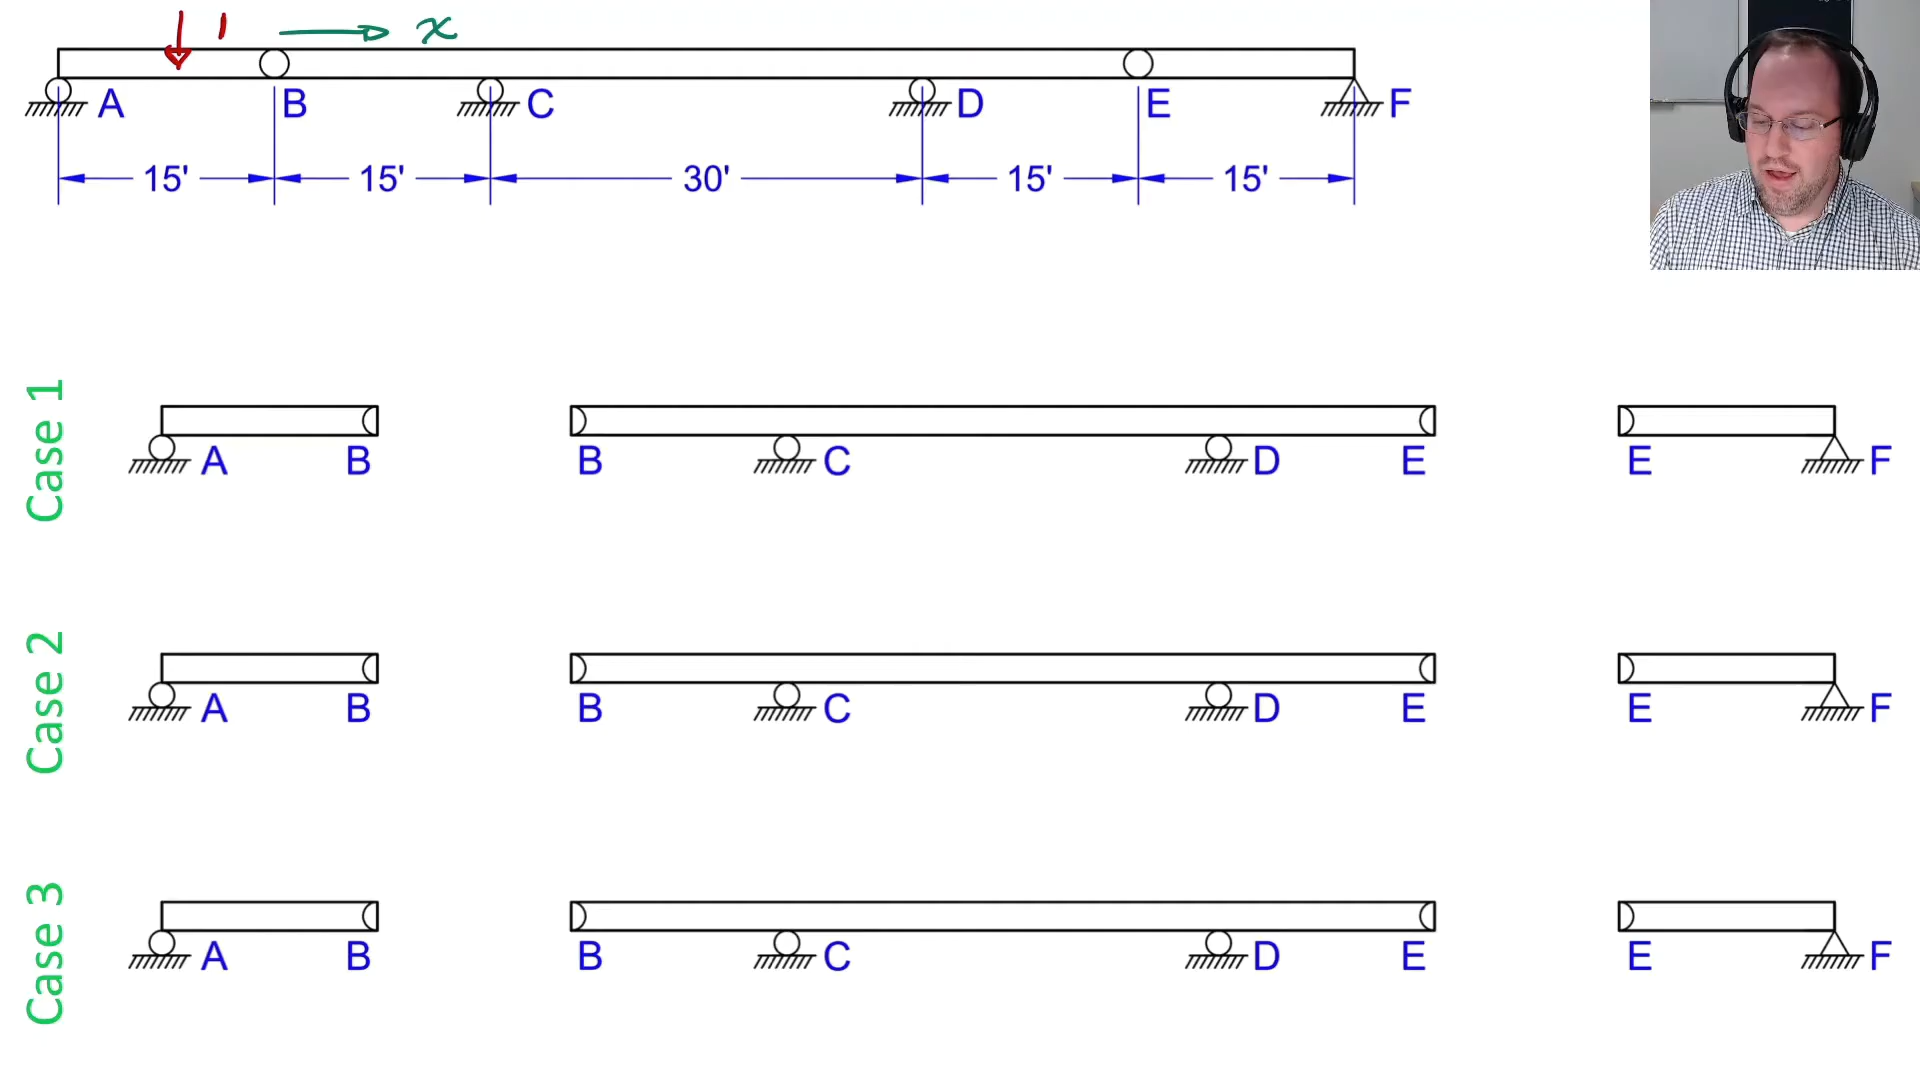 1 x
A B C D E F
15' 15' 30' 15' 15'
Case 1
A B B C D E E F
Case 2
A B B C D E E F
Case 3
A B B C D E E F